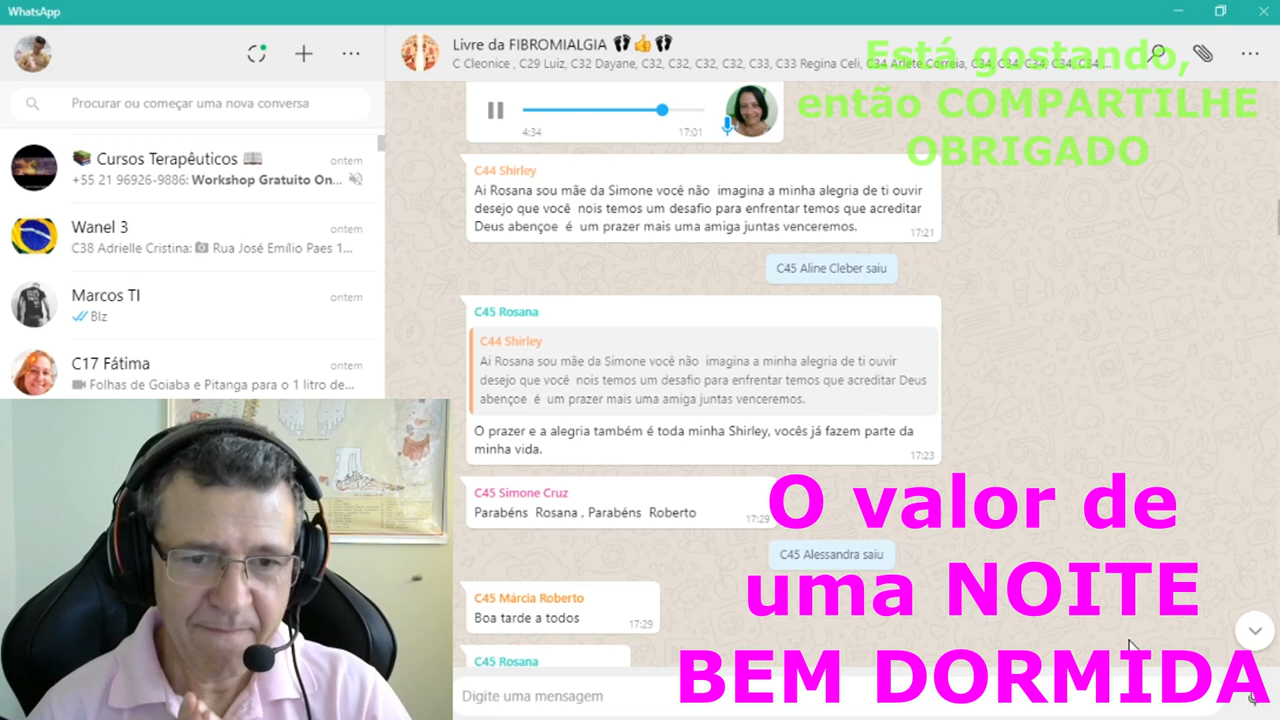 WhatsApp
Procurar ou começar uma nova conversa
📚 Cursos Terapêuticos 📖 ontem
+55 21 96926-9886: Workshop Gratuito On...
Wanel 3
C38 Adrielle Cristina: 📷 Rua José Emílio Paes 1...
Marcos TI ontem
Blz
C17 Fátima ontem
Folhas de Goiaba e Pitanga para o 1 litro de...
Livre da FIBROMIALGIA 👣👍👣
C Cleonice , C29 Luiz, C32 Dayane, C32, C32, C32, C32, C33, C33 Regina Celi, C34 Arlete Correia, C34, C34, C34, C34, C34 ...
Está gostando,
então COMPARTILHE
OBRIGADO
4:34 17:01
C44 Shirley
Ai Rosana sou mãe da Simone você não imagina a minha alegria de ti ouvir
desejo que você nois temos um desafio para enfrentar temos que acreditar
Deus abençoe é um prazer mais uma amiga juntas venceremos.
17:21
C45 Aline Cleber saiu
C45 Rosana
C44 Shirley
Ai Rosana sou mãe da Simone você não imagina a minha alegria de ti ouvir
desejo que você nois temos um desafio para enfrentar temos que acreditar Deus
abençoe é um prazer mais uma amiga juntas venceremos.
O prazer e a alegria também é toda minha Shirley, vocês já fazem parte da
minha vida.
17:23
C45 Simone Cruz
Parabéns Rosana , Parabéns Roberto
17:29
C45 Alessandra saiu
C45 Márcia Roberto
Boa tarde a todos
17:29
C45 Rosana
Digite uma mensagem
O valor de
uma NOITE
BEM DORMIDA